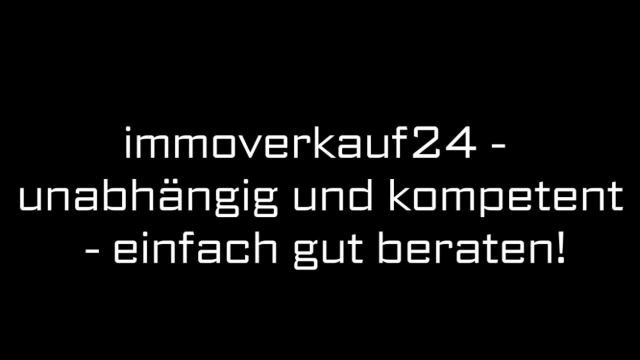 immoverkauf24 -
unabhängig und kompetent
- einfach gut beraten!